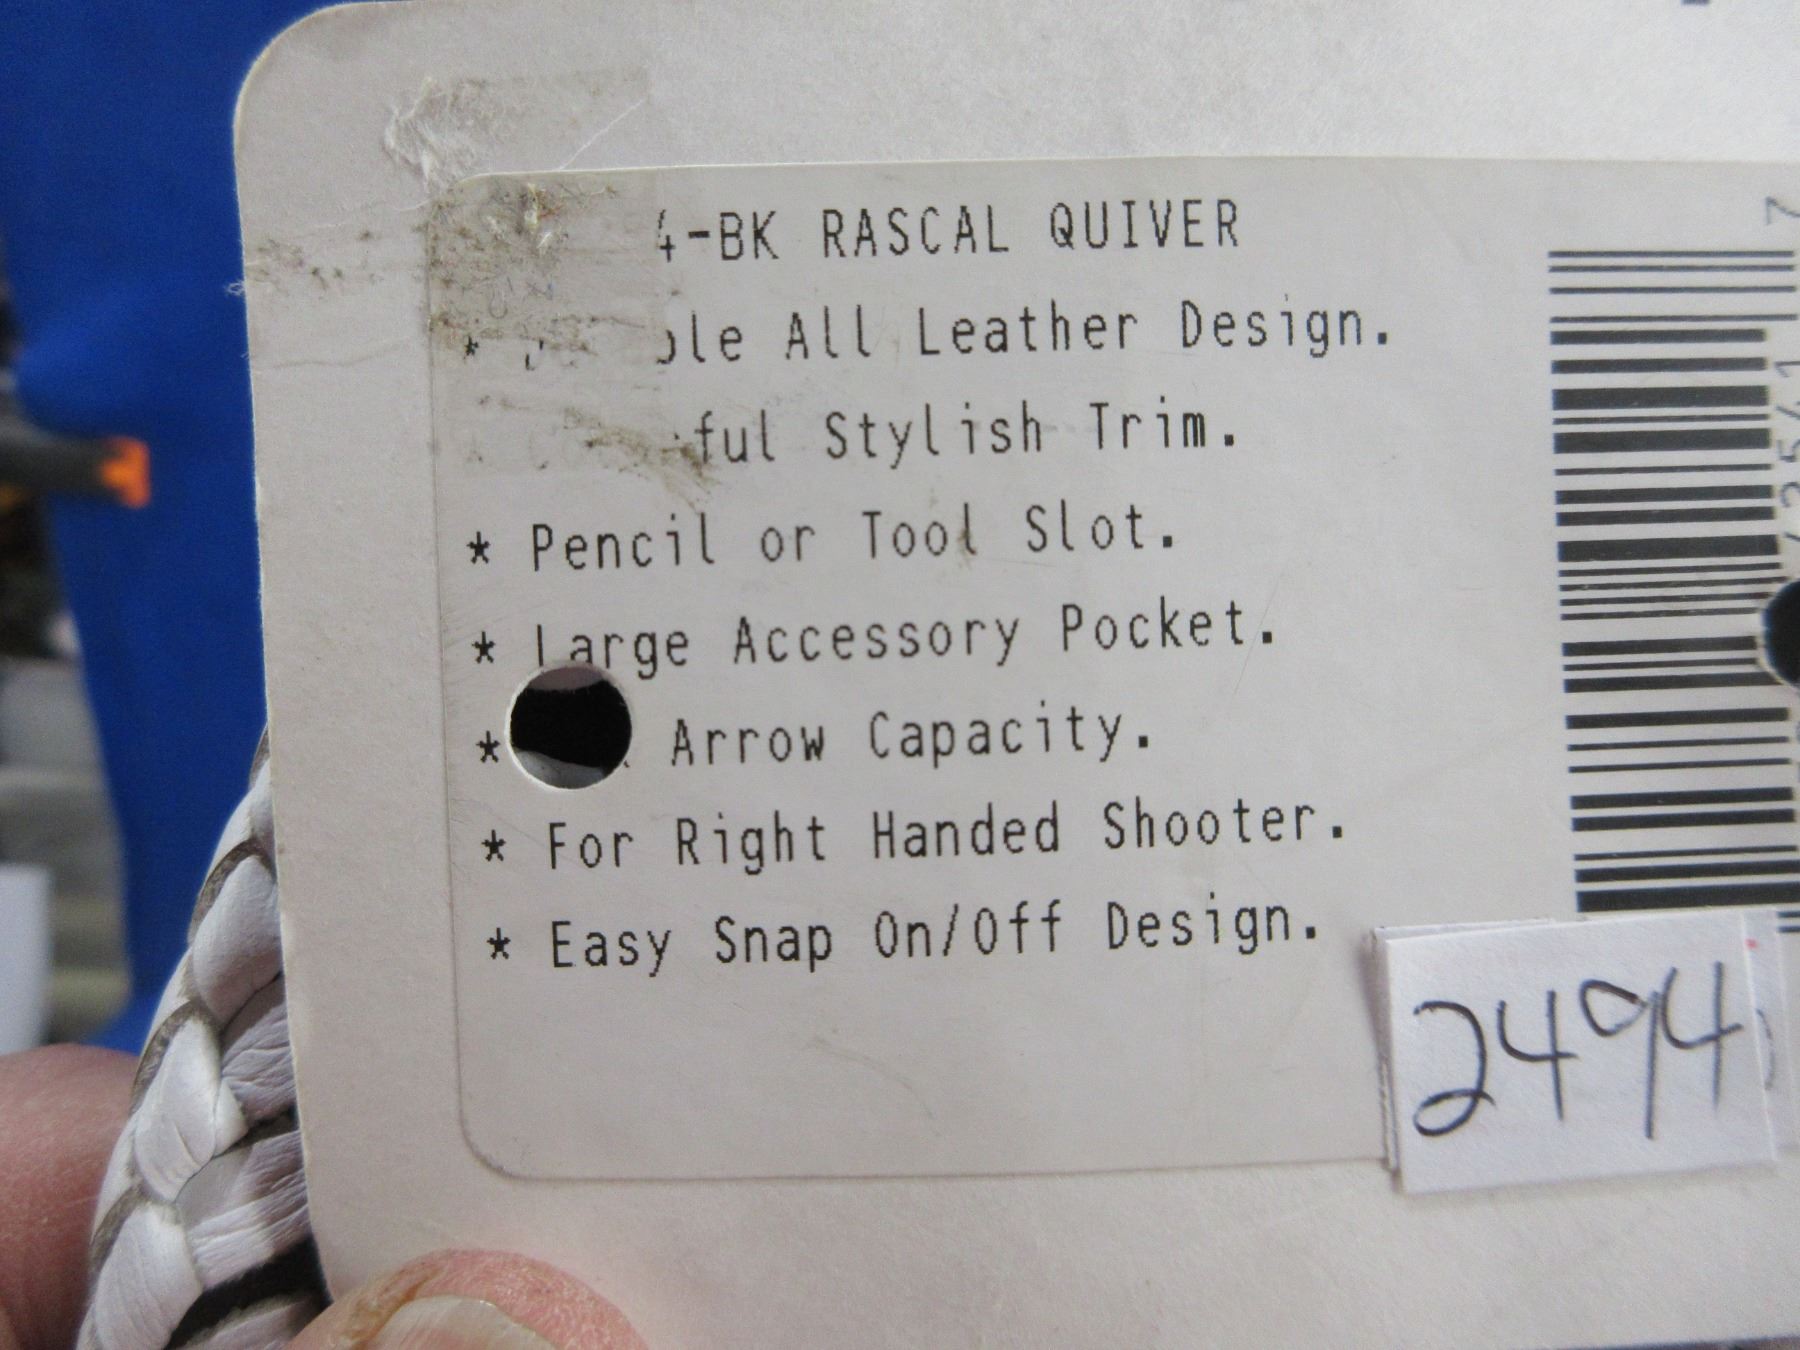 4-BK RASCAL QUIVER
* All Leather Design.
Stylish Trim.
* Pencil or Tool Slot.
* Large Accessory Pocket.
* Arrow Capacity.
* For Right Handed Shooter.
* Easy Snap On/Off Design.
2494